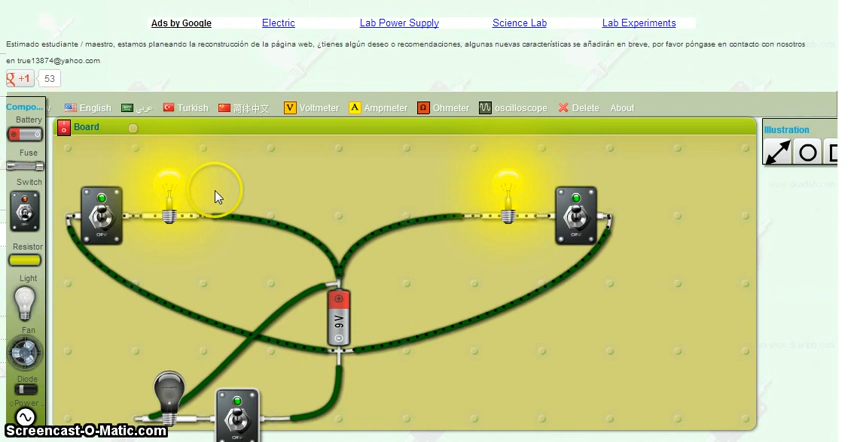 Ads by Google Electric Lab Power Supply Science Lab Lab Experiments
Estimado estudiante / maestro, estamos planeando la reconstrucción de la página web, ¿tienes algún deseo o recomendaciones, algunas nuevas características se añadirán en breve, por favor póngase en contacto con nosotros
en true13874@yahoo.com
+1 53
Compo... English عربي Turkish 简体中文 V Voltmeter A Ampmeter Ω Ohmeter oscilloscope Delete About
Battery
Board
Illustration
Fuse
Switch
Resistor
Light
9V
Fan
Diode
Power
Screencast-O-Matic.com